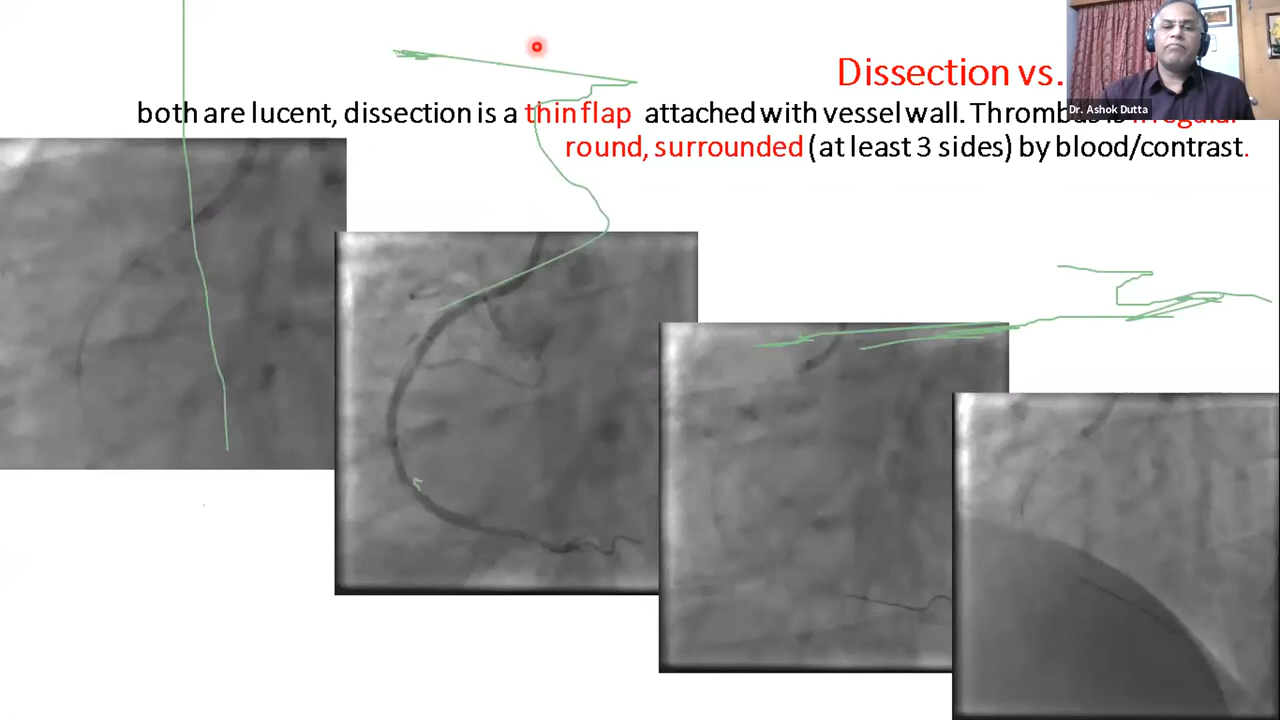 Dissection vs.
both are lucent, dissection is a thin flap attached with vessel wall. Thrombus is irregular
round, surrounded (at least 3 sides) by blood/contrast.
Dr. Ashok Dutta